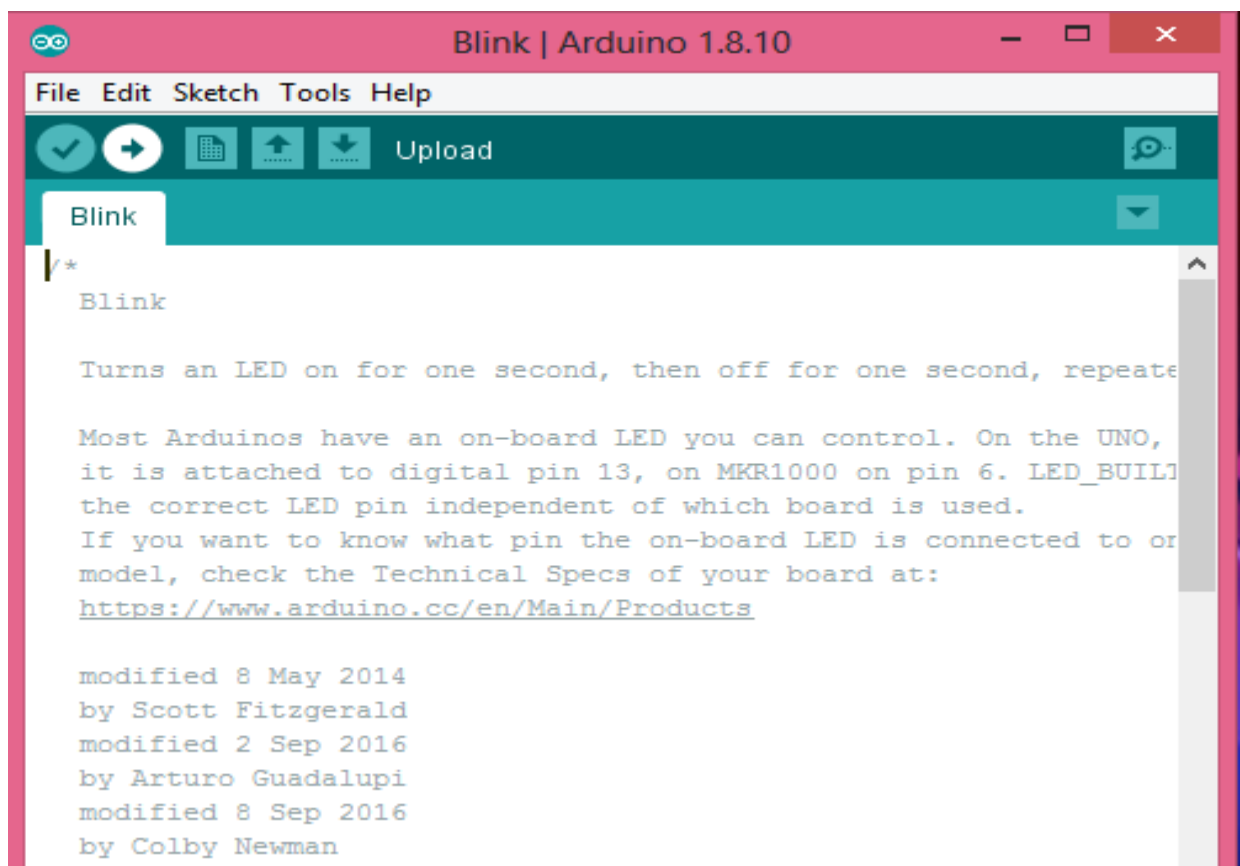 Blink | Arduino 1.8.10
File Edit Sketch Tools Help
Upload
Blink
/*
Blink
Turns an LED on for one second, then off for one second, repeate
Most Arduinos have an on-board LED you can control. On the UNO,
it is attached to digital pin 13, on MKR1000 on pin 6. LED_BUILT
the correct LED pin independent of which board is used.
If you want to know what pin the on-board LED is connected to or
model, check the Technical Specs of your board at:
https://www.arduino.cc/en/Main/Products
modified 8 May 2014
by Scott Fitzgerald
modified 2 Sep 2016
by Arturo Guadalupi
modified 8 Sep 2016
by Colby Newman